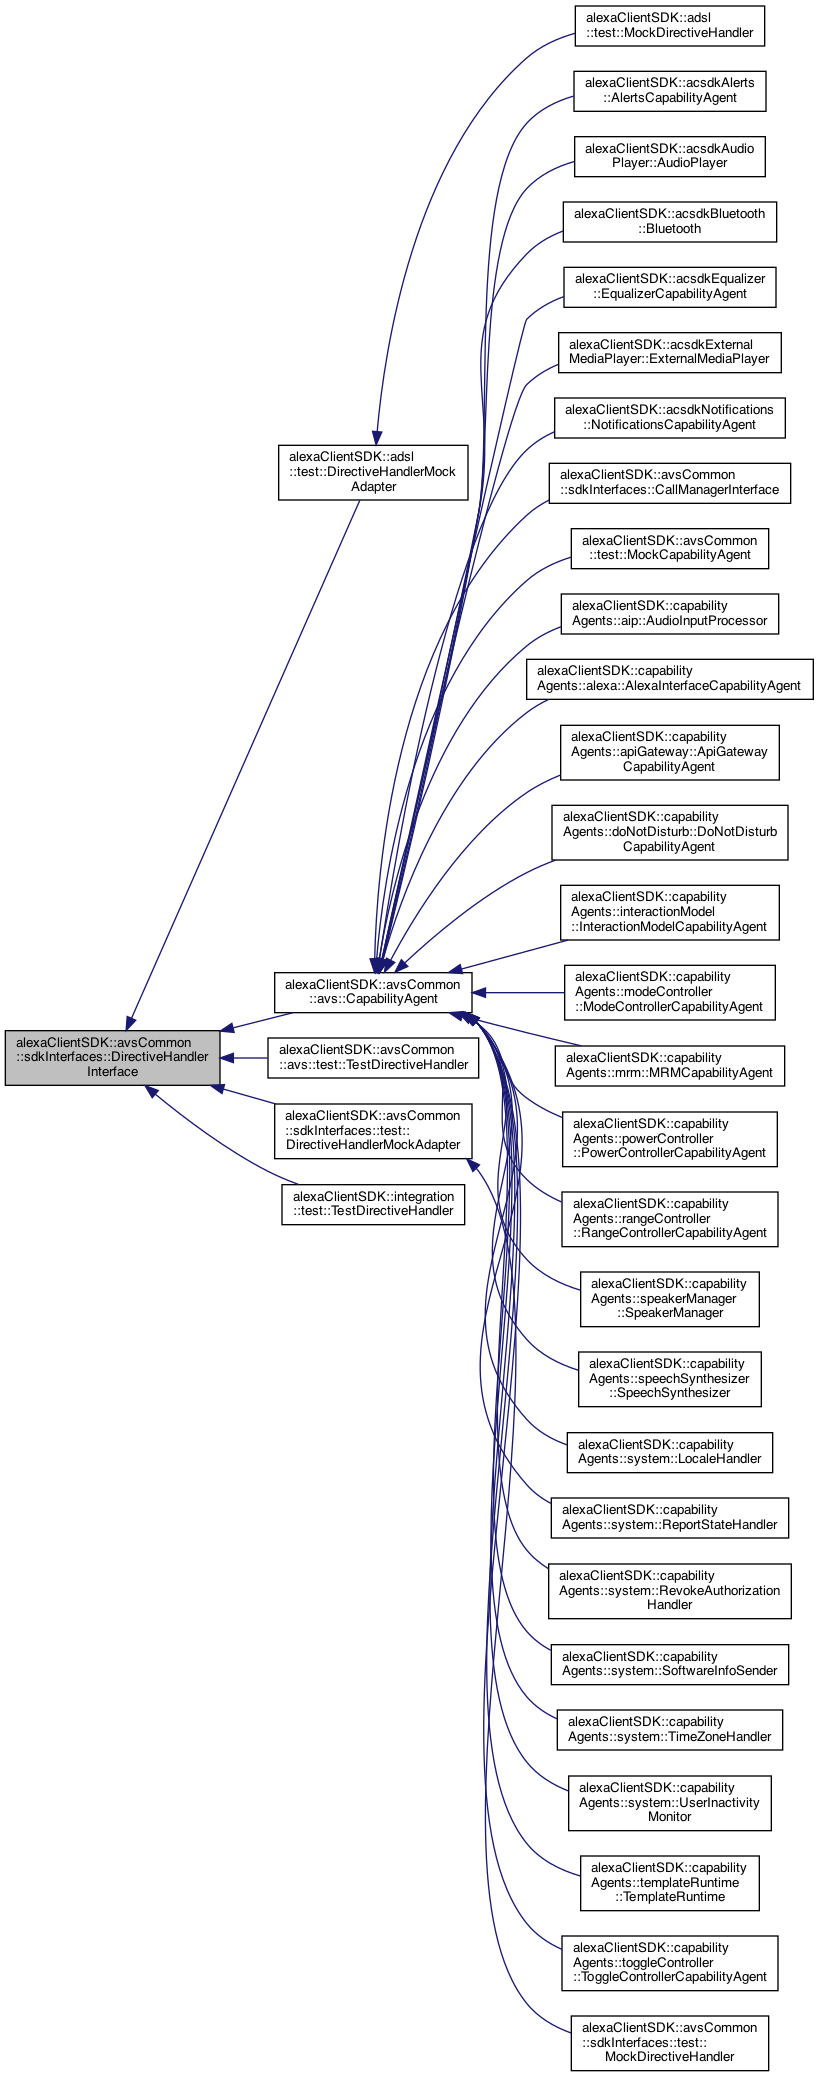 alexaClientSDK::adsl
::test::MockDirectiveHandler
alexaClientSDK::acsdkAlerts
::AlertsCapabilityAgent
alexaClientSDK::acsdkAudio
Player::AudioPlayer
alexaClientSDK::acsdkBluetooth
::Bluetooth
alexaClientSDK::acsdkEqualizer
::EqualizerCapabilityAgent
alexaClientSDK::acsdkExternal
MediaPlayer::ExternalMediaPlayer
alexaClientSDK::acsdkNotifications
::NotificationsCapabilityAgent
alexaClientSDK::adsl
::test::DirectiveHandlerMock
Adapter
alexaClientSDK::avsCommon
::sdkInterfaces::CallManagerInterface
alexaClientSDK::avsCommon
::test::MockCapabilityAgent
alexaClientSDK::capability
Agents::aip::AudioInputProcessor
alexaClientSDK::capability
Agents::alexa::AlexaInterfaceCapabilityAgent
alexaClientSDK::capability
Agents::apiGateway::ApiGateway
CapabilityAgent
alexaClientSDK::capability
Agents::doNotDisturb::DoNotDisturb
CapabilityAgent
alexaClientSDK::capability
Agents::interactionModel
::InteractionModelCapabilityAgent
alexaClientSDK::avsCommon
::avs::CapabilityAgent
alexaClientSDK::capability
Agents::modeController
::ModeControllerCapabilityAgent
alexaClientSDK::avsCommon
::sdkInterfaces::DirectiveHandler
Interface
alexaClientSDK::avsCommon
::avs::test::TestDirectiveHandler
alexaClientSDK::capability
Agents::mrm::MRMCapabilityAgent
alexaClientSDK::avsCommon
::sdkInterfaces::test::
DirectiveHandlerMockAdapter
alexaClientSDK::capability
Agents::powerController
::PowerControllerCapabilityAgent
alexaClientSDK::integration
::test::TestDirectiveHandler
alexaClientSDK::capability
Agents::rangeController
::RangeControllerCapabilityAgent
alexaClientSDK::capability
Agents::speakerManager
::SpeakerManager
alexaClientSDK::capability
Agents::speechSynthesizer
::SpeechSynthesizer
alexaClientSDK::capability
Agents::system::LocaleHandler
alexaClientSDK::capability
Agents::system::ReportStateHandler
alexaClientSDK::capability
Agents::system::RevokeAuthorization
Handler
alexaClientSDK::capability
Agents::system::SoftwareInfoSender
alexaClientSDK::capability
Agents::system::TimeZoneHandler
alexaClientSDK::capability
Agents::system::UserInactivity
Monitor
alexaClientSDK::capability
Agents::templateRuntime
::TemplateRuntime
alexaClientSDK::capability
Agents::toggleController
::ToggleControllerCapabilityAgent
alexaClientSDK::avsCommon
::sdkInterfaces::test::
MockDirectiveHandler